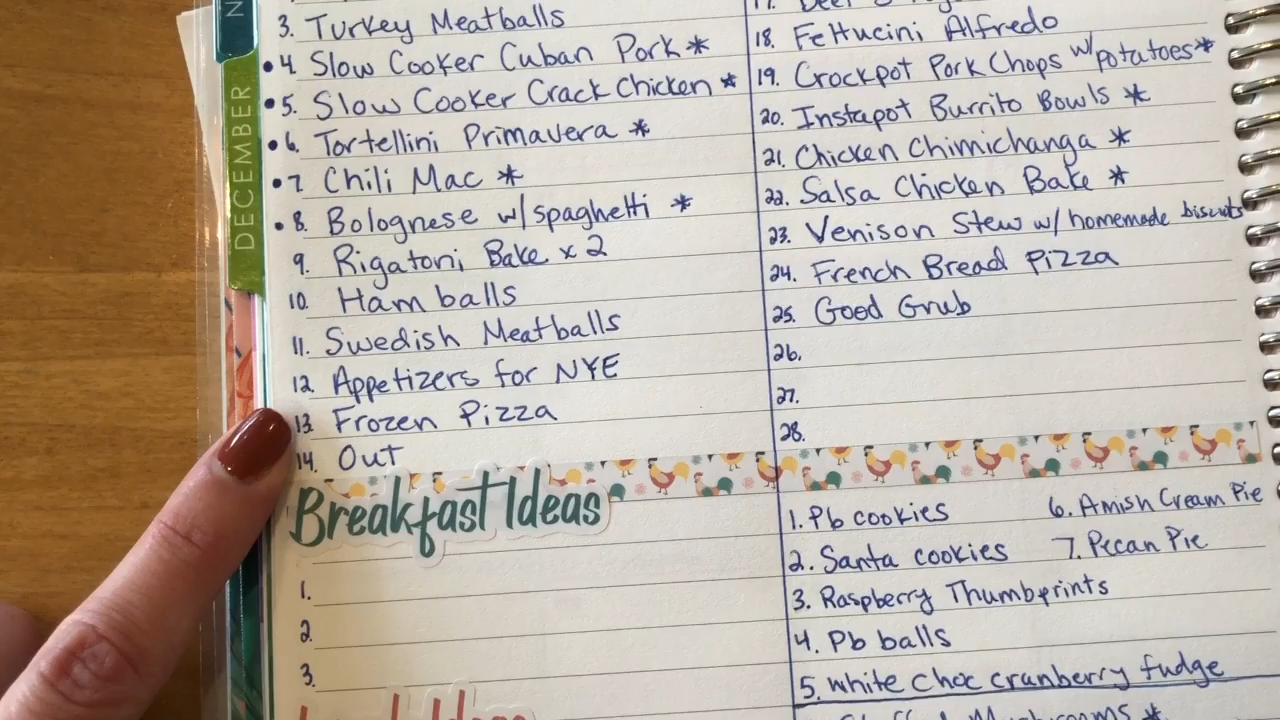 N
DECEMBER
3. Turkey Meatballs
• 4. Slow Cooker Cuban Pork *
• 5. Slow Cooker Crack Chicken *
• 6. Tortellini Primavera *
• 7 Chili Mac *
• 8. Bolognese w/spaghetti *
9. Rigatoni Bake x 2
10. Ham balls
11. Swedish Meatballs
12. Appetizers for NYE
13. Frozen Pizza
14. Out
18. Fettucini Alfredo
19. Crockpot Pork Chops w/potatoes*
20. Instapot Burrito Bowls *
21. Chicken Chimichanga *
22. Salsa Chicken Bake *
23. Venison Stew w/ homemade biscuits
24. French Bread Pizza
25. Good Grub
26.
27.
28.
Breakfast Ideas
1.
2.
3.
1. Pb cookies
2. Santa cookies
3. Raspberry Thumbprints
4. Pb balls
5. White choc cranberry fudge
6. Amish Cream Pie
7. Pecan Pie
Ideas